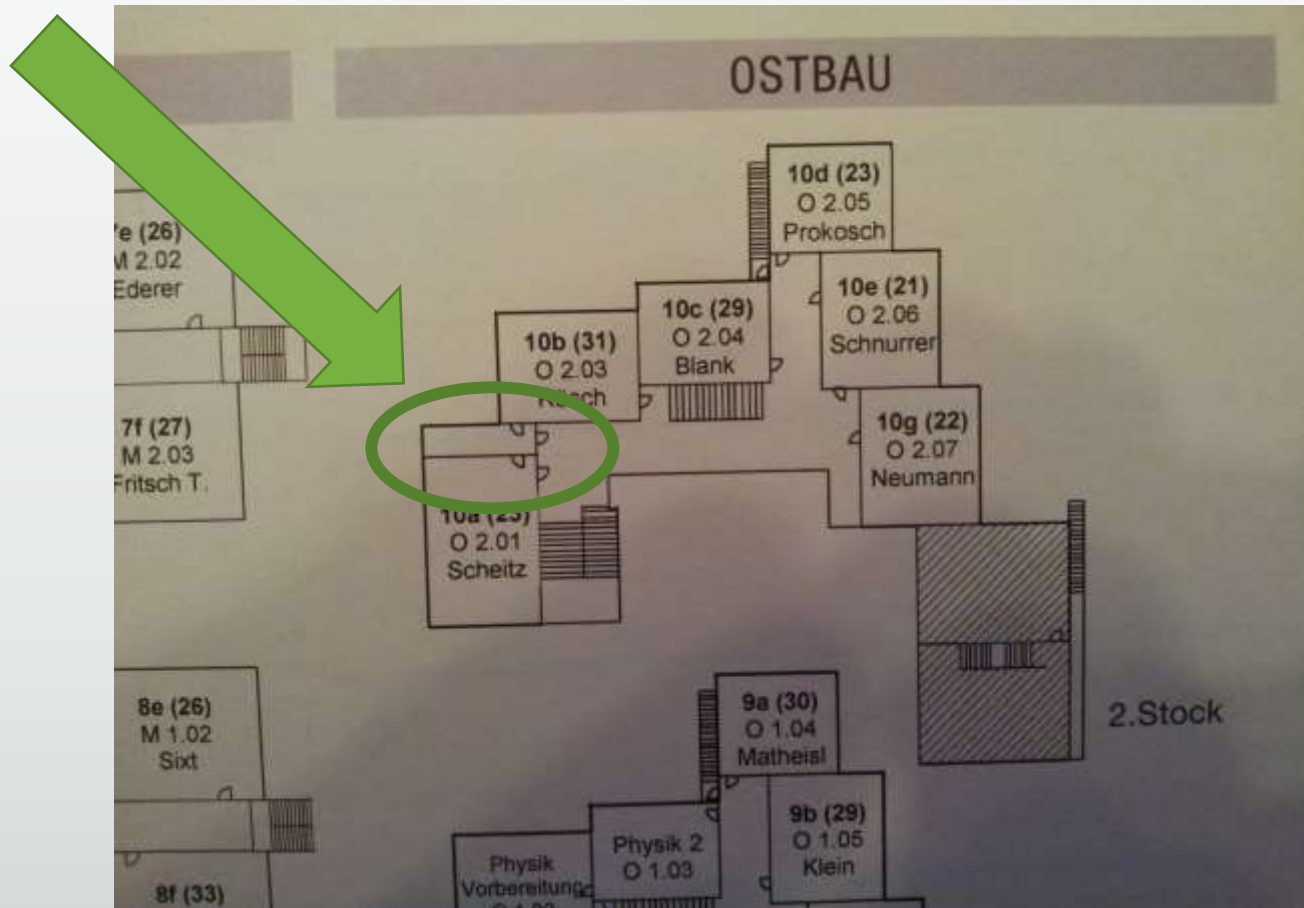 OSTBAU
e (26)
M 2.02
Ederer
7f (27)
M 2.03
Fritsch T.
10b (31)
O 2.03
10c (29)
O 2.04
Blank
10d (23)
O 2.05
Prokosch
10e (21)
O 2.06
Schnurrer
10g (22)
O 2.07
Neumann
10a
O 2.01
Scheitz
2.Stock
8e (26)
M 1.02
Sixt
8f (33)
Physik
Vorbereitung
Physik 2
O 1.03
9a (30)
O 1.04
Matheisl
9b (29)
O 1.05
Klein